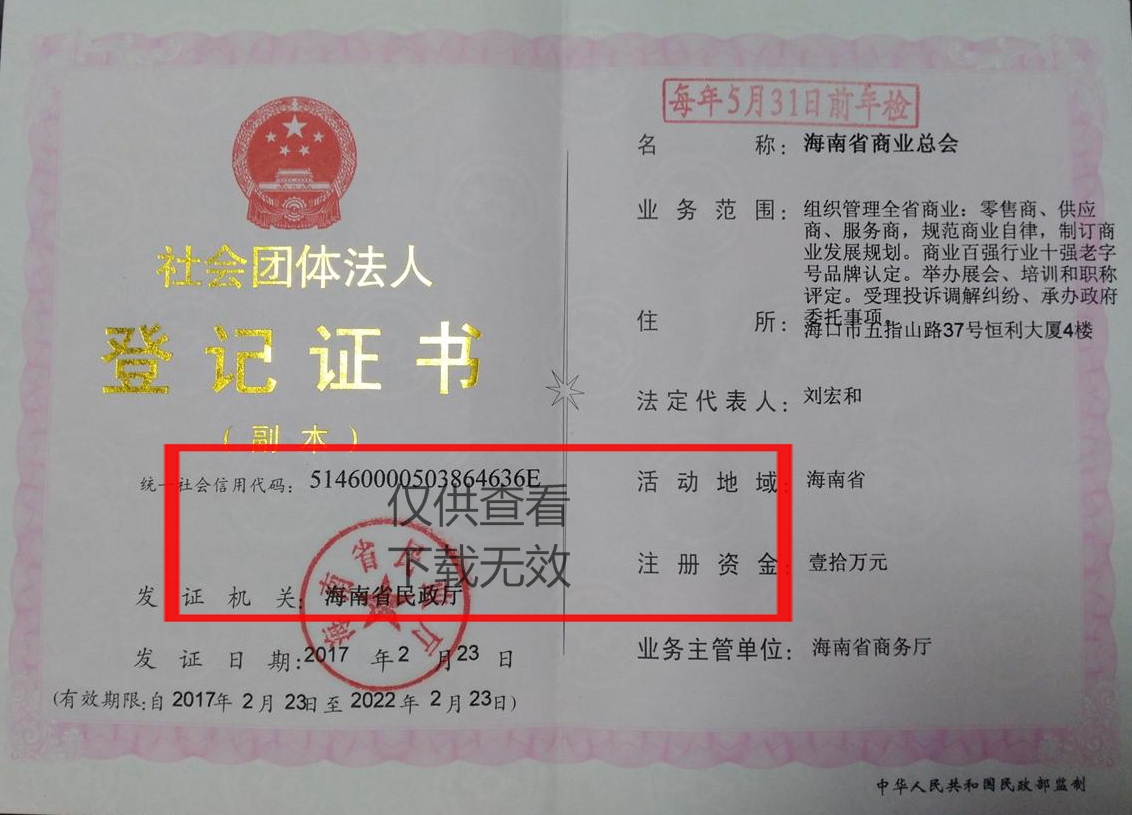 社会团体法人
登记证书
(副本)
统一社会信用代码: 51460000503864636E
仅供查看
下载无效
海南省民政厅
发证机关: 海南省民政厅
发证日期:2017年2月23日
(有效期限:自2017年2月23日至2022年2月23日)
每年5月31日前年检
名称: 海南省商业总会
业务范围: 组织管理全省商业: 零售商、供应
商、服务商，规范商业自律，制订商
业发展规划。商业百强行业十强老字
号品牌认定。举办展会、培训和职称
评定。受理投诉调解纠纷、承办政府
委托事项。
住所: 海口市五指山路37号恒利大厦4楼
法定代表人: 刘宏和
活动地域: 海南省
注册资金: 壹拾万元
业务主管单位: 海南省商务厅
中华人民共和国民政部监制